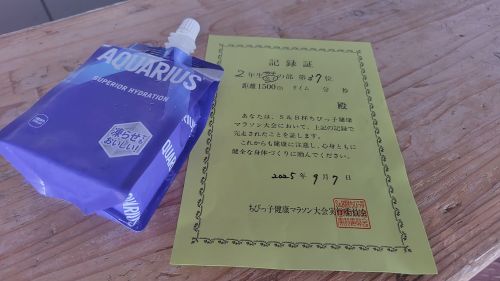 AQUARIUS
SUPERIOR HYDRATION
凍らせても
おいしい!
記録証
2年生 の部 第37位
距離1500m タイム 分 秒
殿
あなたは、S&B杯ちびっ子健康
マラソン大会において、上記の記録で
完走されたことを証します。
これからも健康に注意し、心身ともに
健全な身体づくりに励んでください。
2025年9月7日
ちびっ子健康マラソン大会実行委員会